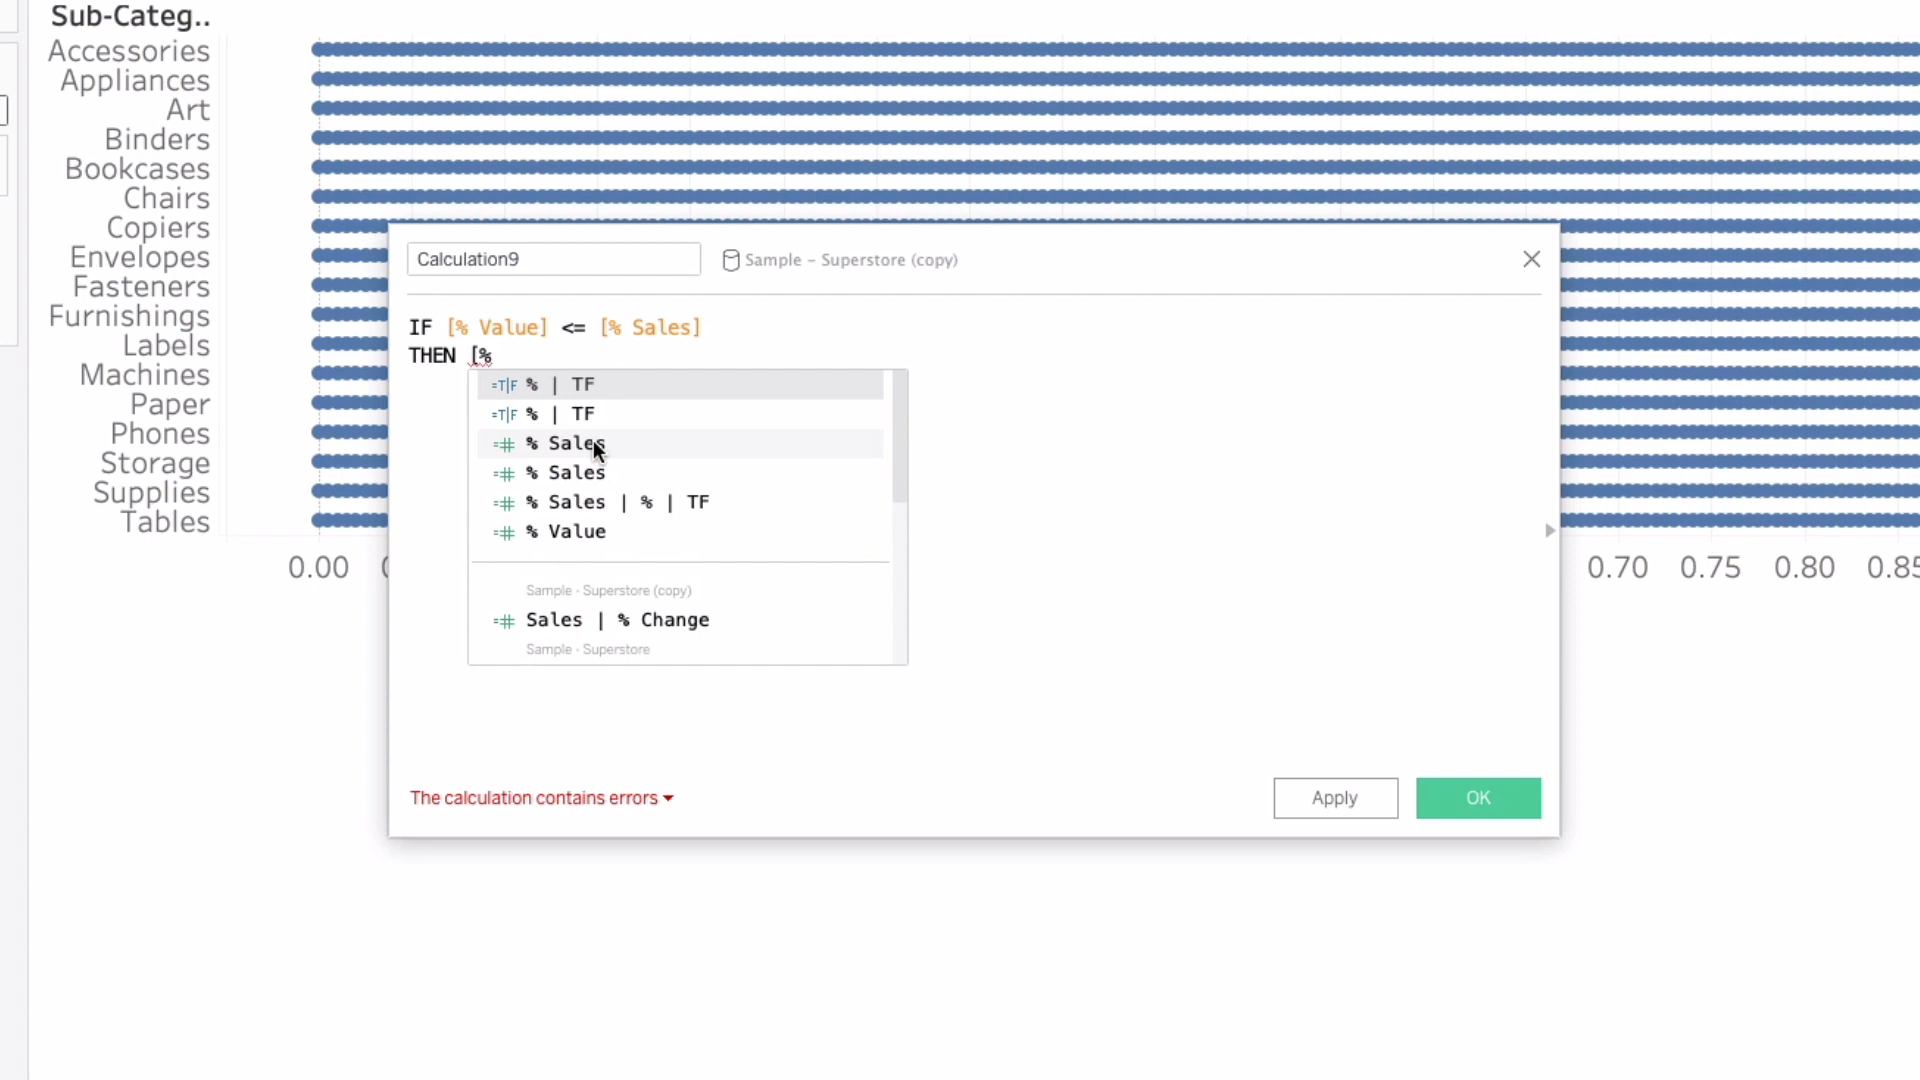 Sub-Categ..
Accessories
Appliances
Art
Binders
Bookcases
Chairs
Copiers
Envelopes
Fasteners
Furnishings
Labels
Machines
Paper
Phones
Storage
Supplies
Tables
0.00
0.70 0.75 0.80 0.85
Calculation9
Sample – Superstore (copy)
IF [% Value] <= [% Sales]
THEN [%
=T|F % | TF
=T|F % | TF
=# % Sales
=# % Sales
=# % Sales | % | TF
=# % Value
Sample - Superstore (copy)
=# Sales | % Change
Sample - Superstore
The calculation contains errors
Apply
OK